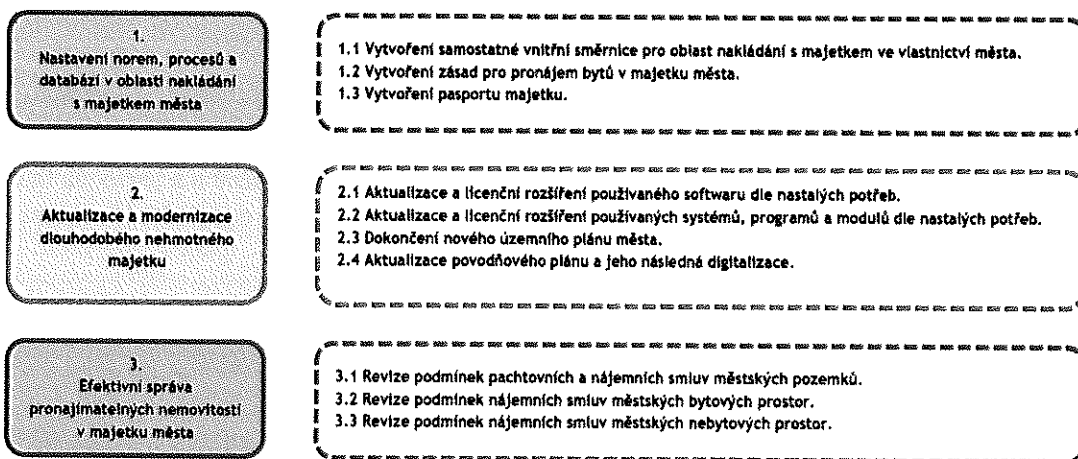 1.
Nastavení norem, procesů a
databází v oblasti nakládání
s majetkem města
1.1 Vytvoření samostatné vnitřní směrnice pro oblast nakládání s majetkem ve vlastnictví města.
1.2 Vytvoření zásad pro pronájem bytů v majetku města.
1.3 Vytvoření pasportu majetku.
2.
Aktualizace a modernizace
dlouhodobého nehmotného
majetku
2.1 Aktualizace a licenční rozšíření používaného softwaru dle nastalých potřeb.
2.2 Aktualizace a licenční rozšíření používaných systémů, programů a modulů dle nastalých potřeb.
2.3 Dokončení nového územního plánu města.
2.4 Aktualizace povodňového plánu a jeho následná digitalizace.
3.
Efektivní správa
pronajímatelných nemovitostí
v majetku města
3.1 Revize podmínek pachtovních a nájemních smluv městských pozemků.
3.2 Revize podmínek nájemních smluv městských bytových prostor.
3.3 Revize podmínek nájemních smluv městských nebytových prostor.